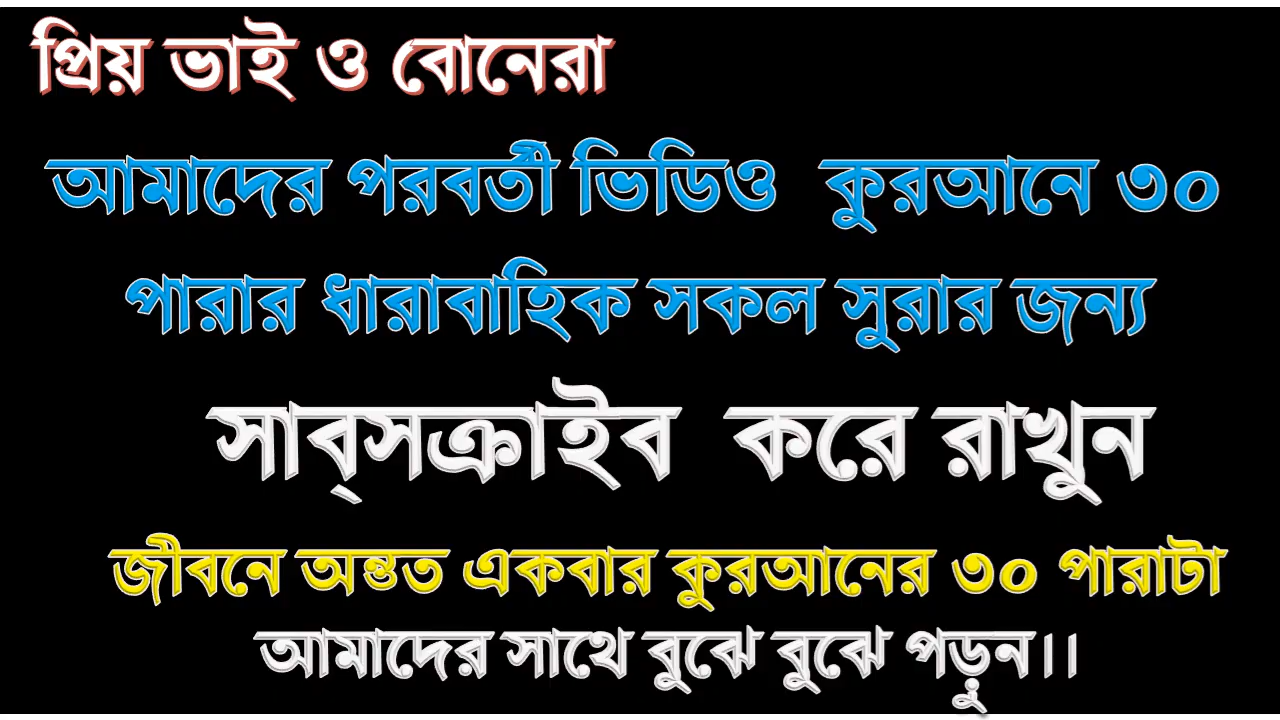 প্রিয় ভাই ও বোনেরা
আমাদের পরবর্তী ভিডিও কুরআনে ৩০
পারার ধারাবাহিক সকল সুরার জন্য
সাব্সক্রাইব করে রাখুন
জীবনে অন্তত একবার কুরআনের ৩০ পারাটা
আমাদের সাথে বুঝে বুঝে পড়ুন।।